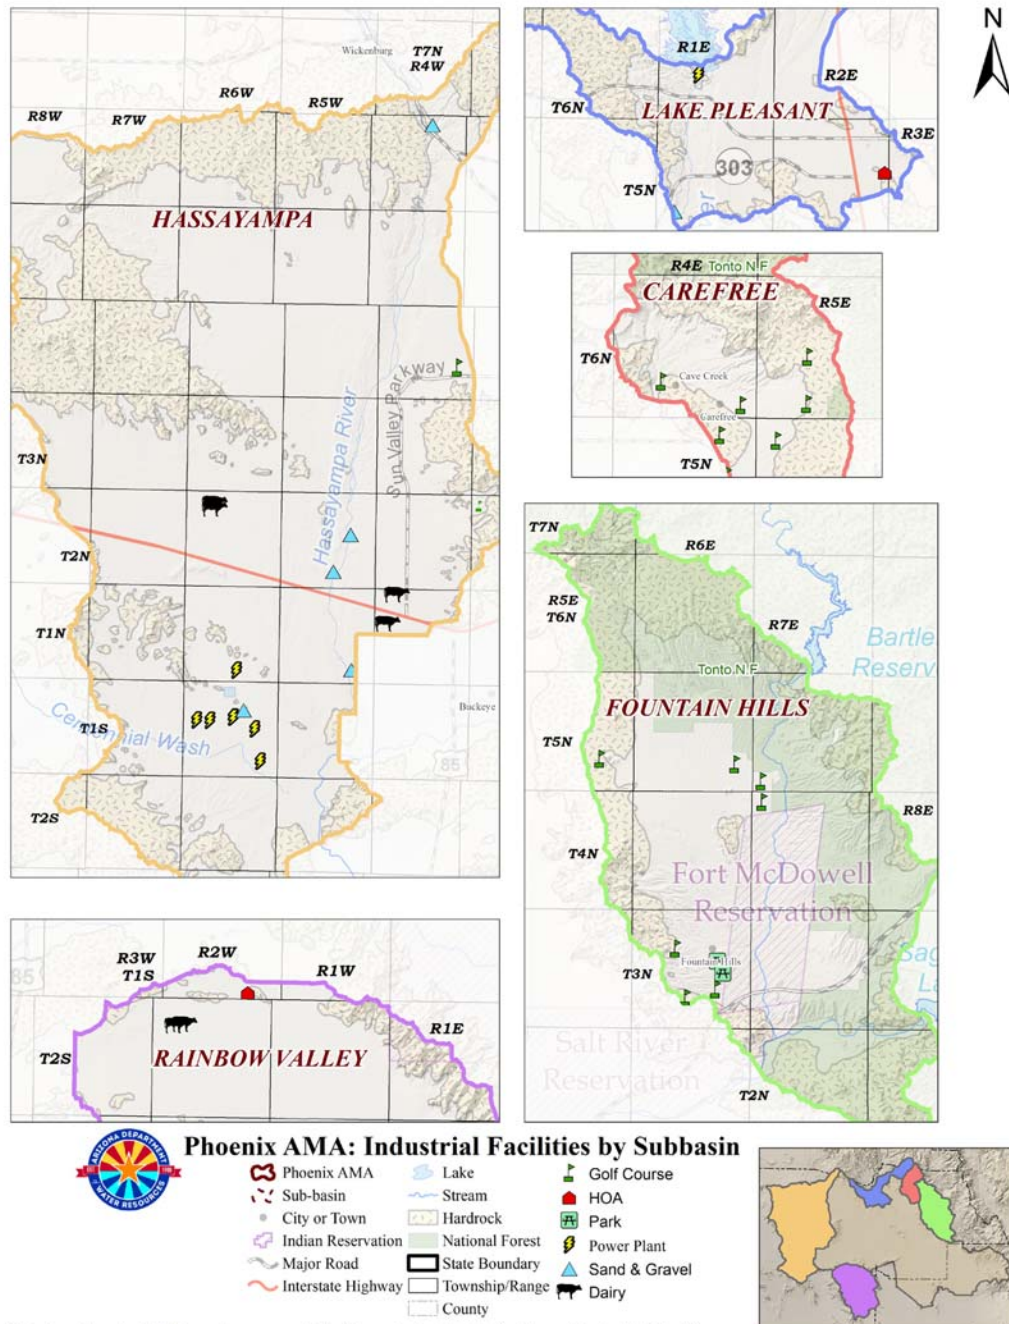 N
Wickenburg
T7N
R4W
R5W
R6W
R7W
R8W
HASSAYAMPA
Sun Valley Parkway
Hassayampa River
T3N
T2N
T1N
T1S
Centennial Wash
Buckeye
85
T2S
R1E
R2E
T6N
LAKE PLEASANT
R3E
303
T5N
R4E
Tonto N F
CAREFREE
R5E
T6N
Cave Creek
Carefree
T5N
T7N
R6E
R5E
T6N
R7E
Tonto N F
FOUNTAIN HILLS
T5N
R8E
T4N
Fort McDowell
Reservation
Fountain Hills
T3N
Salt River
Reservation
T2N
85
R3W
T1S
R2W
R1W
R1E
T2S
RAINBOW VALLEY
ARIZONA DEPARTMENT
OF WATER RESOURCES
Phoenix AMA: Industrial Facilities by Subbasin
Phoenix AMA
Sub-basin
City or Town
Indian Reservation
Major Road
Interstate Highway
Lake
Stream
Hardrock
National Forest
State Boundary
Township/Range
County
Golf Course
HOA
Park
Power Plant
Sand & Gravel
Dairy